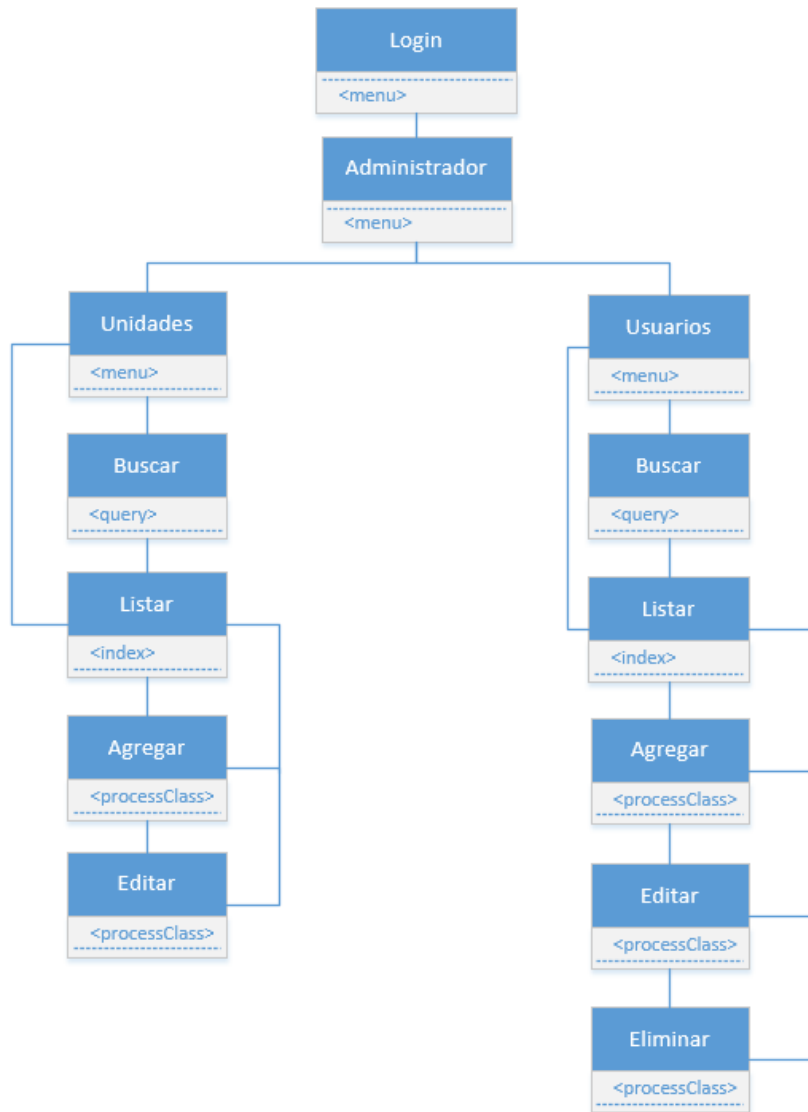 Login
<menu>
Administrador
<menu>
Unidades
<menu>
Buscar
<query>
Listar
<index>
Agregar
<processClass>
Editar
<processClass>
Usuarios
<menu>
Buscar
<query>
Listar
<index>
Agregar
<processClass>
Editar
<processClass>
Eliminar
<processClass>